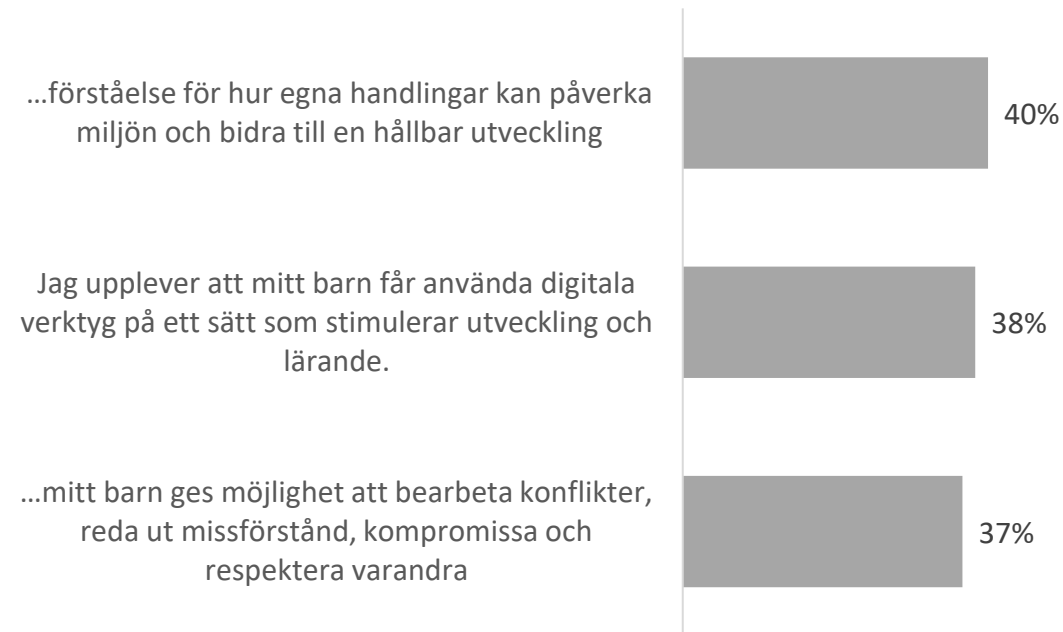 …förståelse för hur egna handlingar kan påverka
miljön och bidra till en hållbar utveckling
40%
Jag upplever att mitt barn får använda digitala
verktyg på ett sätt som stimulerar utveckling och
lärande.
38%
…mitt barn ges möjlighet att bearbeta konflikter,
reda ut missförstånd, kompromissa och
respektera varandra
37%